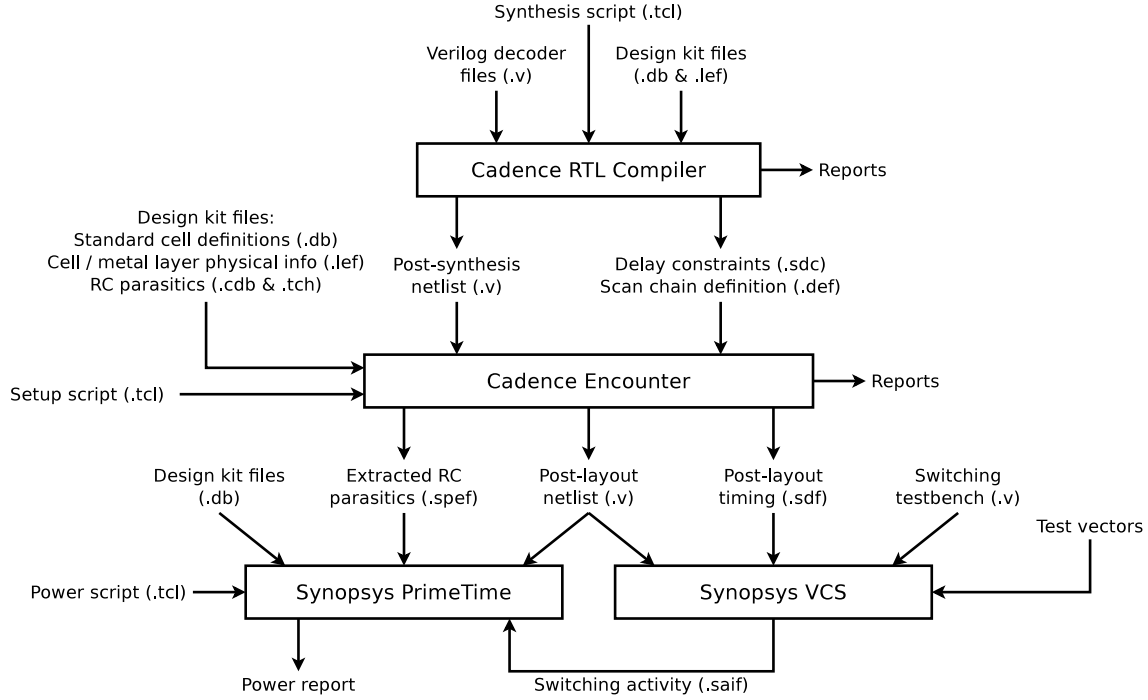 Synthesis script (.tcl)
Verilog decoder
files (.v)
Design kit files
(.db & .lef)
Cadence RTL Compiler
Reports
Design kit files:
Standard cell definitions (.db)
Cell / metal layer physical info (.lef)
RC parasitics (.cdb & .tch)
Post-synthesis
netlist (.v)
Delay constraints (.sdc)
Scan chain definition (.def)
Cadence Encounter
Reports
Setup script (.tcl)
Design kit files
(.db)
Extracted RC
parasitics (.spef)
Post-layout
netlist (.v)
Post-layout
timing (.sdf)
Switching
testbench (.v)
Test vectors
Power script (.tcl)
Synopsys PrimeTime
Synopsys VCS
Power report
Switching activity (.saif)